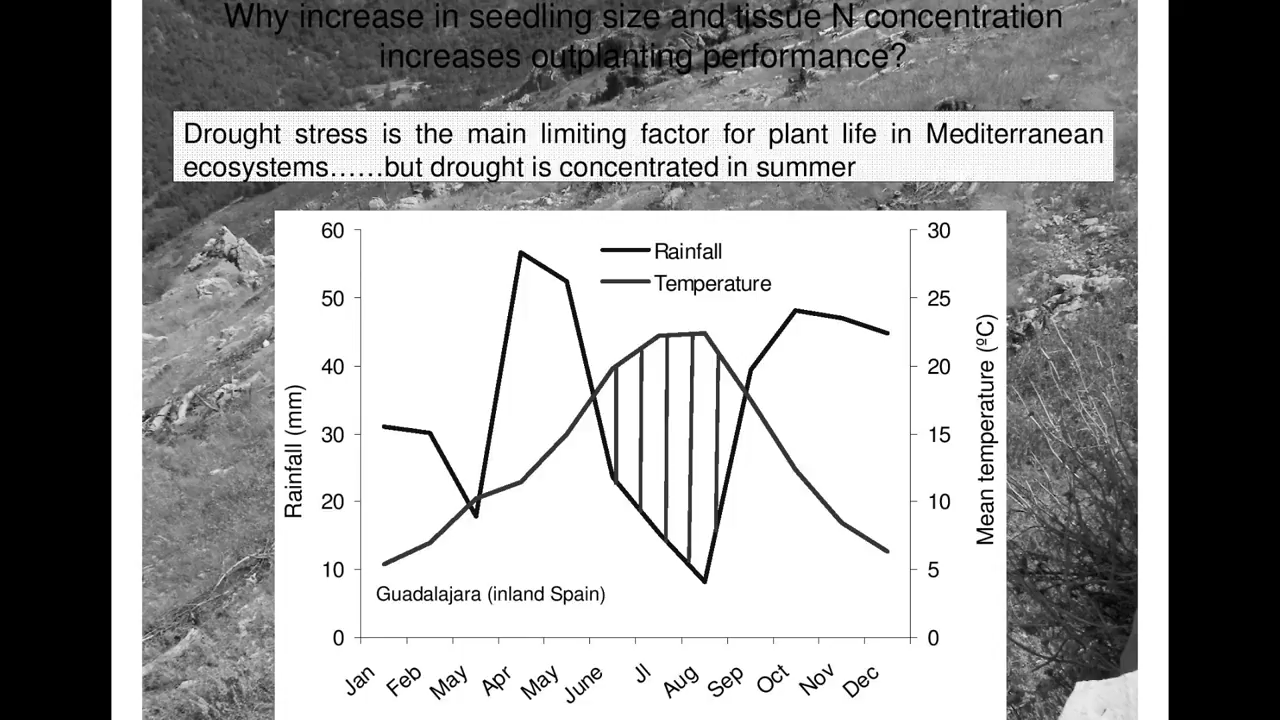 Why increase in seedling size and tissue N concentration
increases outplanting performance?
Drought stress is the main limiting factor for plant life in Mediterranean
ecosystems……but drought is concentrated in summer
60
50
40
30
20
10
0
Rainfall (mm)
Rainfall
Temperature
30
25
20
15
10
5
0
Mean temperature (ºC)
Guadalajara (inland Spain)
Jan
Feb
May
Apr
May
June
Jl
Aug
Sep
Oct
Nov
Dec